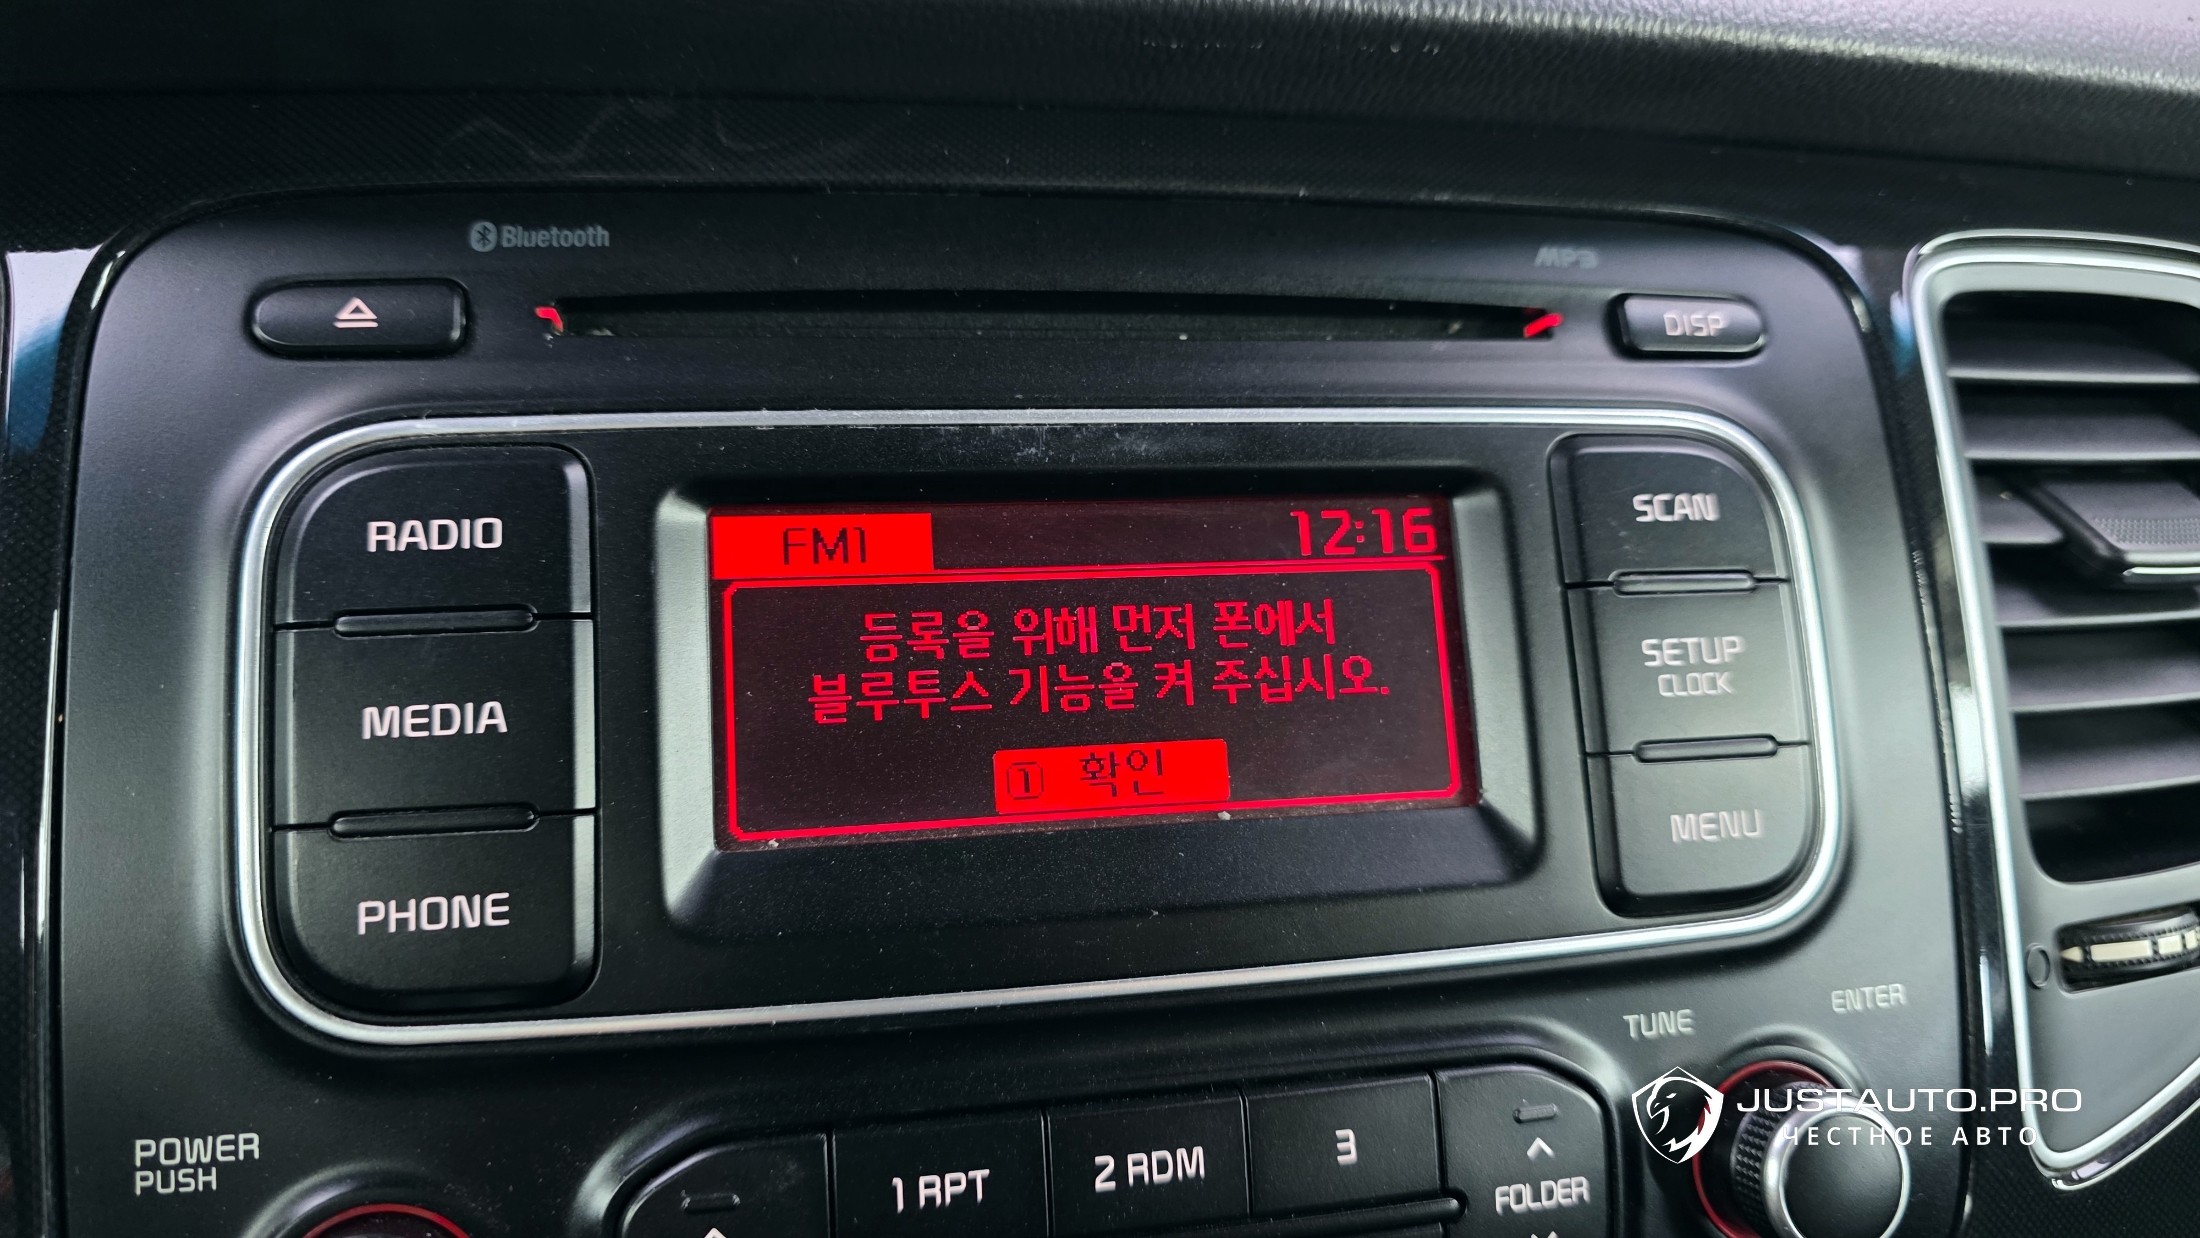 Bluetooth
MP3
DISP
RADIO
SCAN
FM1
12:16
등록을 위해 먼저 폰에서
블루투스 기능을 켜 주십시오.
① 확인
MEDIA
SETUP
CLOCK
PHONE
MENU
TUNE
ENTER
POWER
PUSH
1 RPT
2 RDM
3
FOLDER
JUSTAUTO.PRO
ЧЕСТНОЕ АВТО